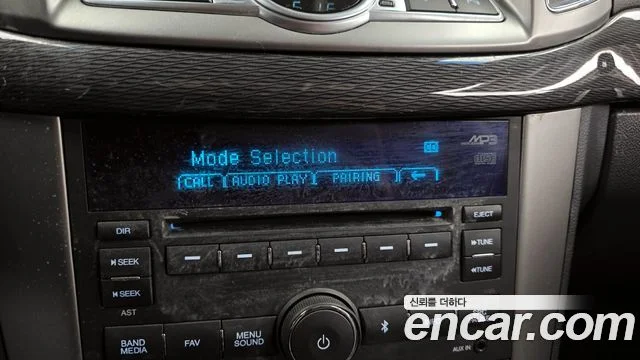 Mode Selection
CALL AUDIO PLAY PAIRING ←
MP3
DIR
EJECT
SEEK
TUNE
SEEK
TUNE
AST
BAND MEDIA
FAV
MENU SOUND
AUX IN
신뢰를 더하다
encar.com